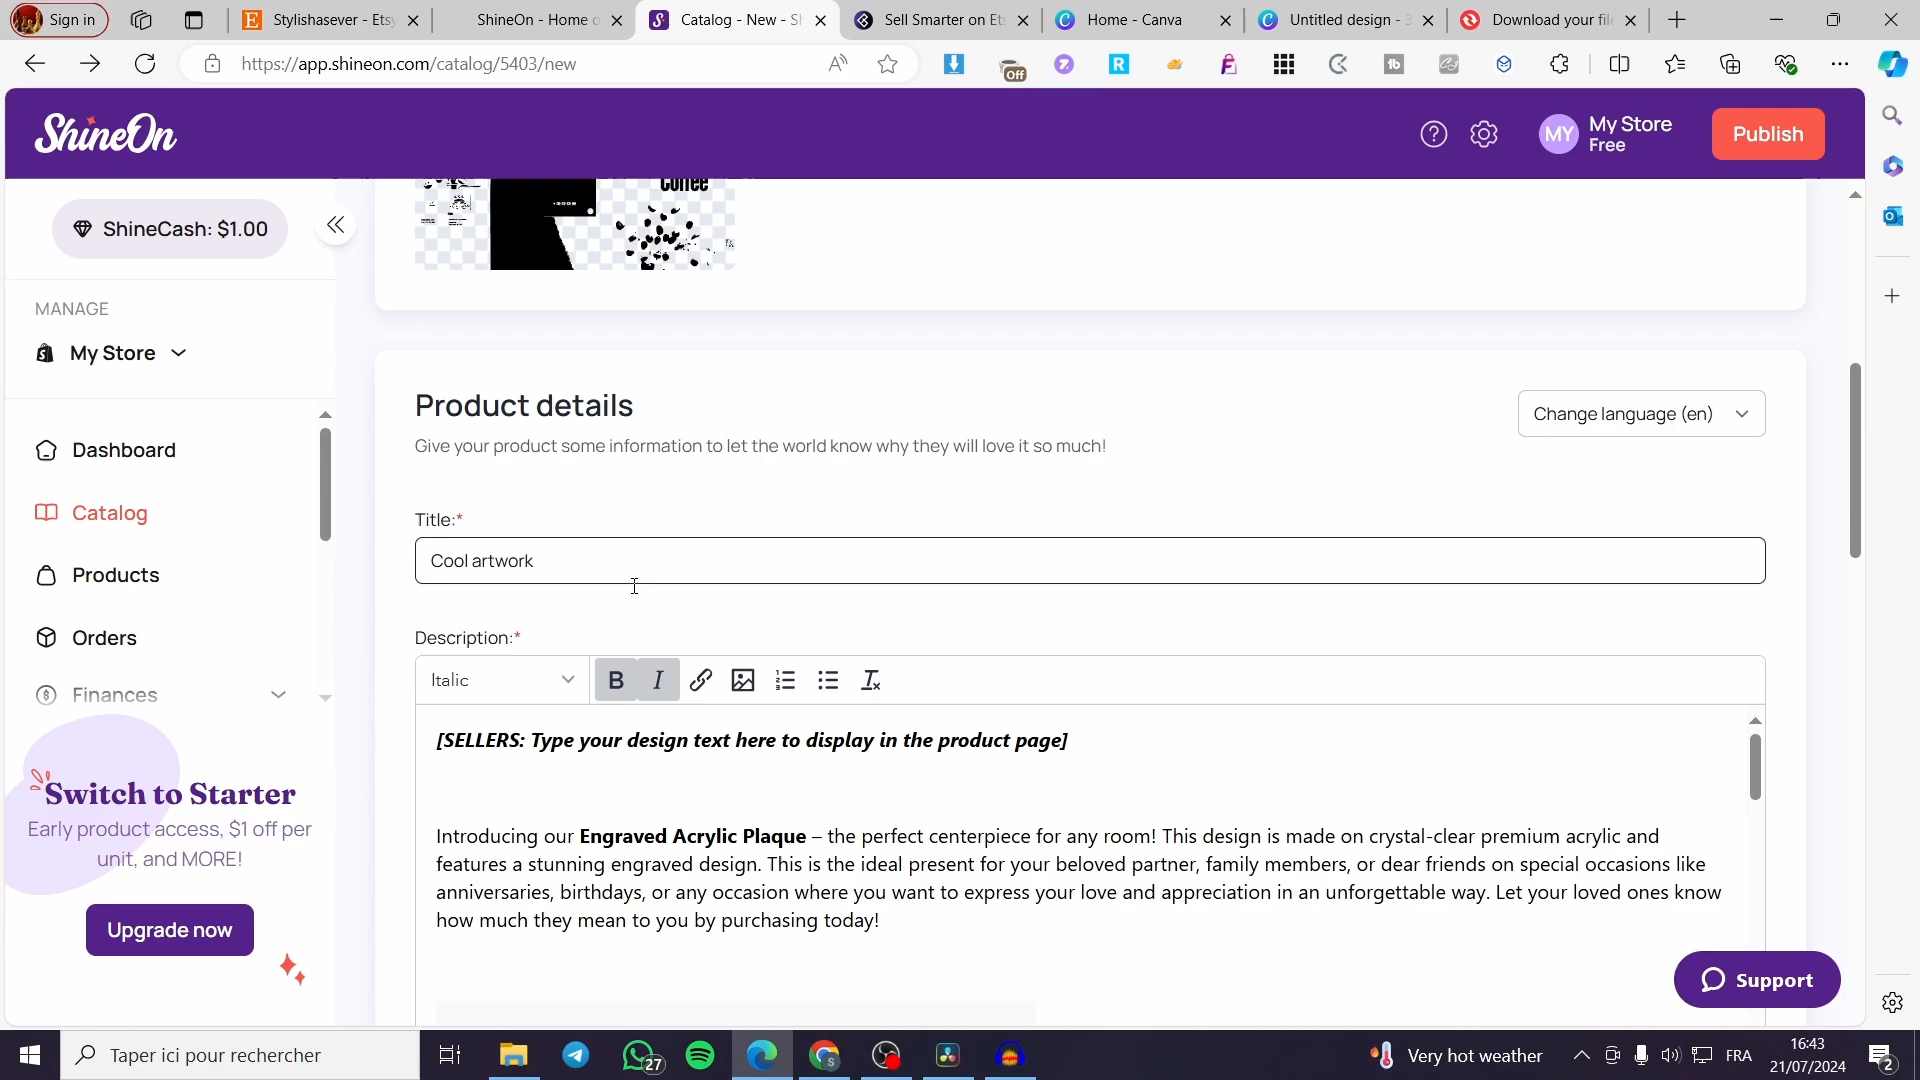 Sign in
Stylishasever - Etsy
ShineOn - Home o
Catalog - New - Sh
Sell Smarter on Ets
Home - Canva
Untitled design - 3
Download your file
https://app.shineon.com/catalog/5403/new
Off
ShineOn
MY
My Store
Free
Publish
ShineCash: $1.00
MANAGE
My Store
Dashboard
Catalog
Products
Orders
Finances
Switch to Starter
Early product access, $1 off per
unit, and MORE!
Upgrade now
Coffee
Product details
Change language (en)
Give your product some information to let the world know why they will love it so much!
Title:*
Cool artwork
Description:*
Italic
B I
[SELLERS: Type your design text here to display in the product page]
Introducing our Engraved Acrylic Plaque – the perfect centerpiece for any room! This design is made on crystal-clear premium acrylic and
features a stunning engraved design. This is the ideal present for your beloved partner, family members, or dear friends on special occasions like
anniversaries, birthdays, or any occasion where you want to express your love and appreciation in an unforgettable way. Let your loved ones know
how much they mean to you by purchasing today!
Support
Taper ici pour rechercher
27
Very hot weather
FRA
16:43
21/07/2024
2